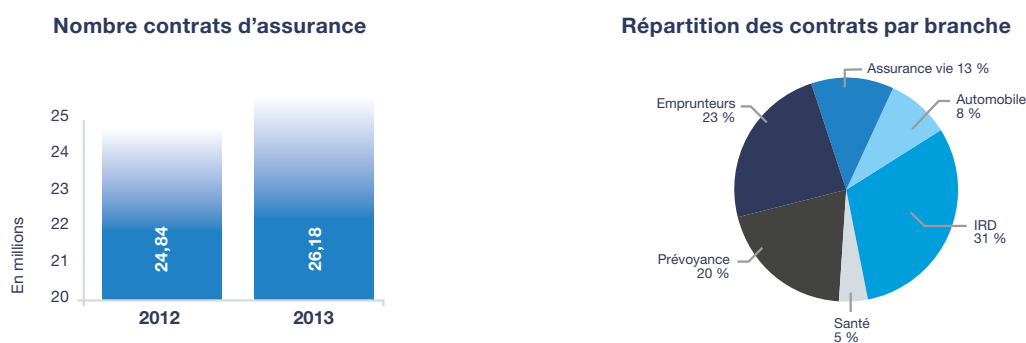 Nombre contrats d’assurance
25
24
23
22
21
20
En millions
24,84
26,18
2012
2013
Répartition des contrats par branche
Assurance vie 13 %
Automobile
8 %
IRD
31 %
Santé
5 %
Prévoyance
20 %
Emprunteurs
23 %